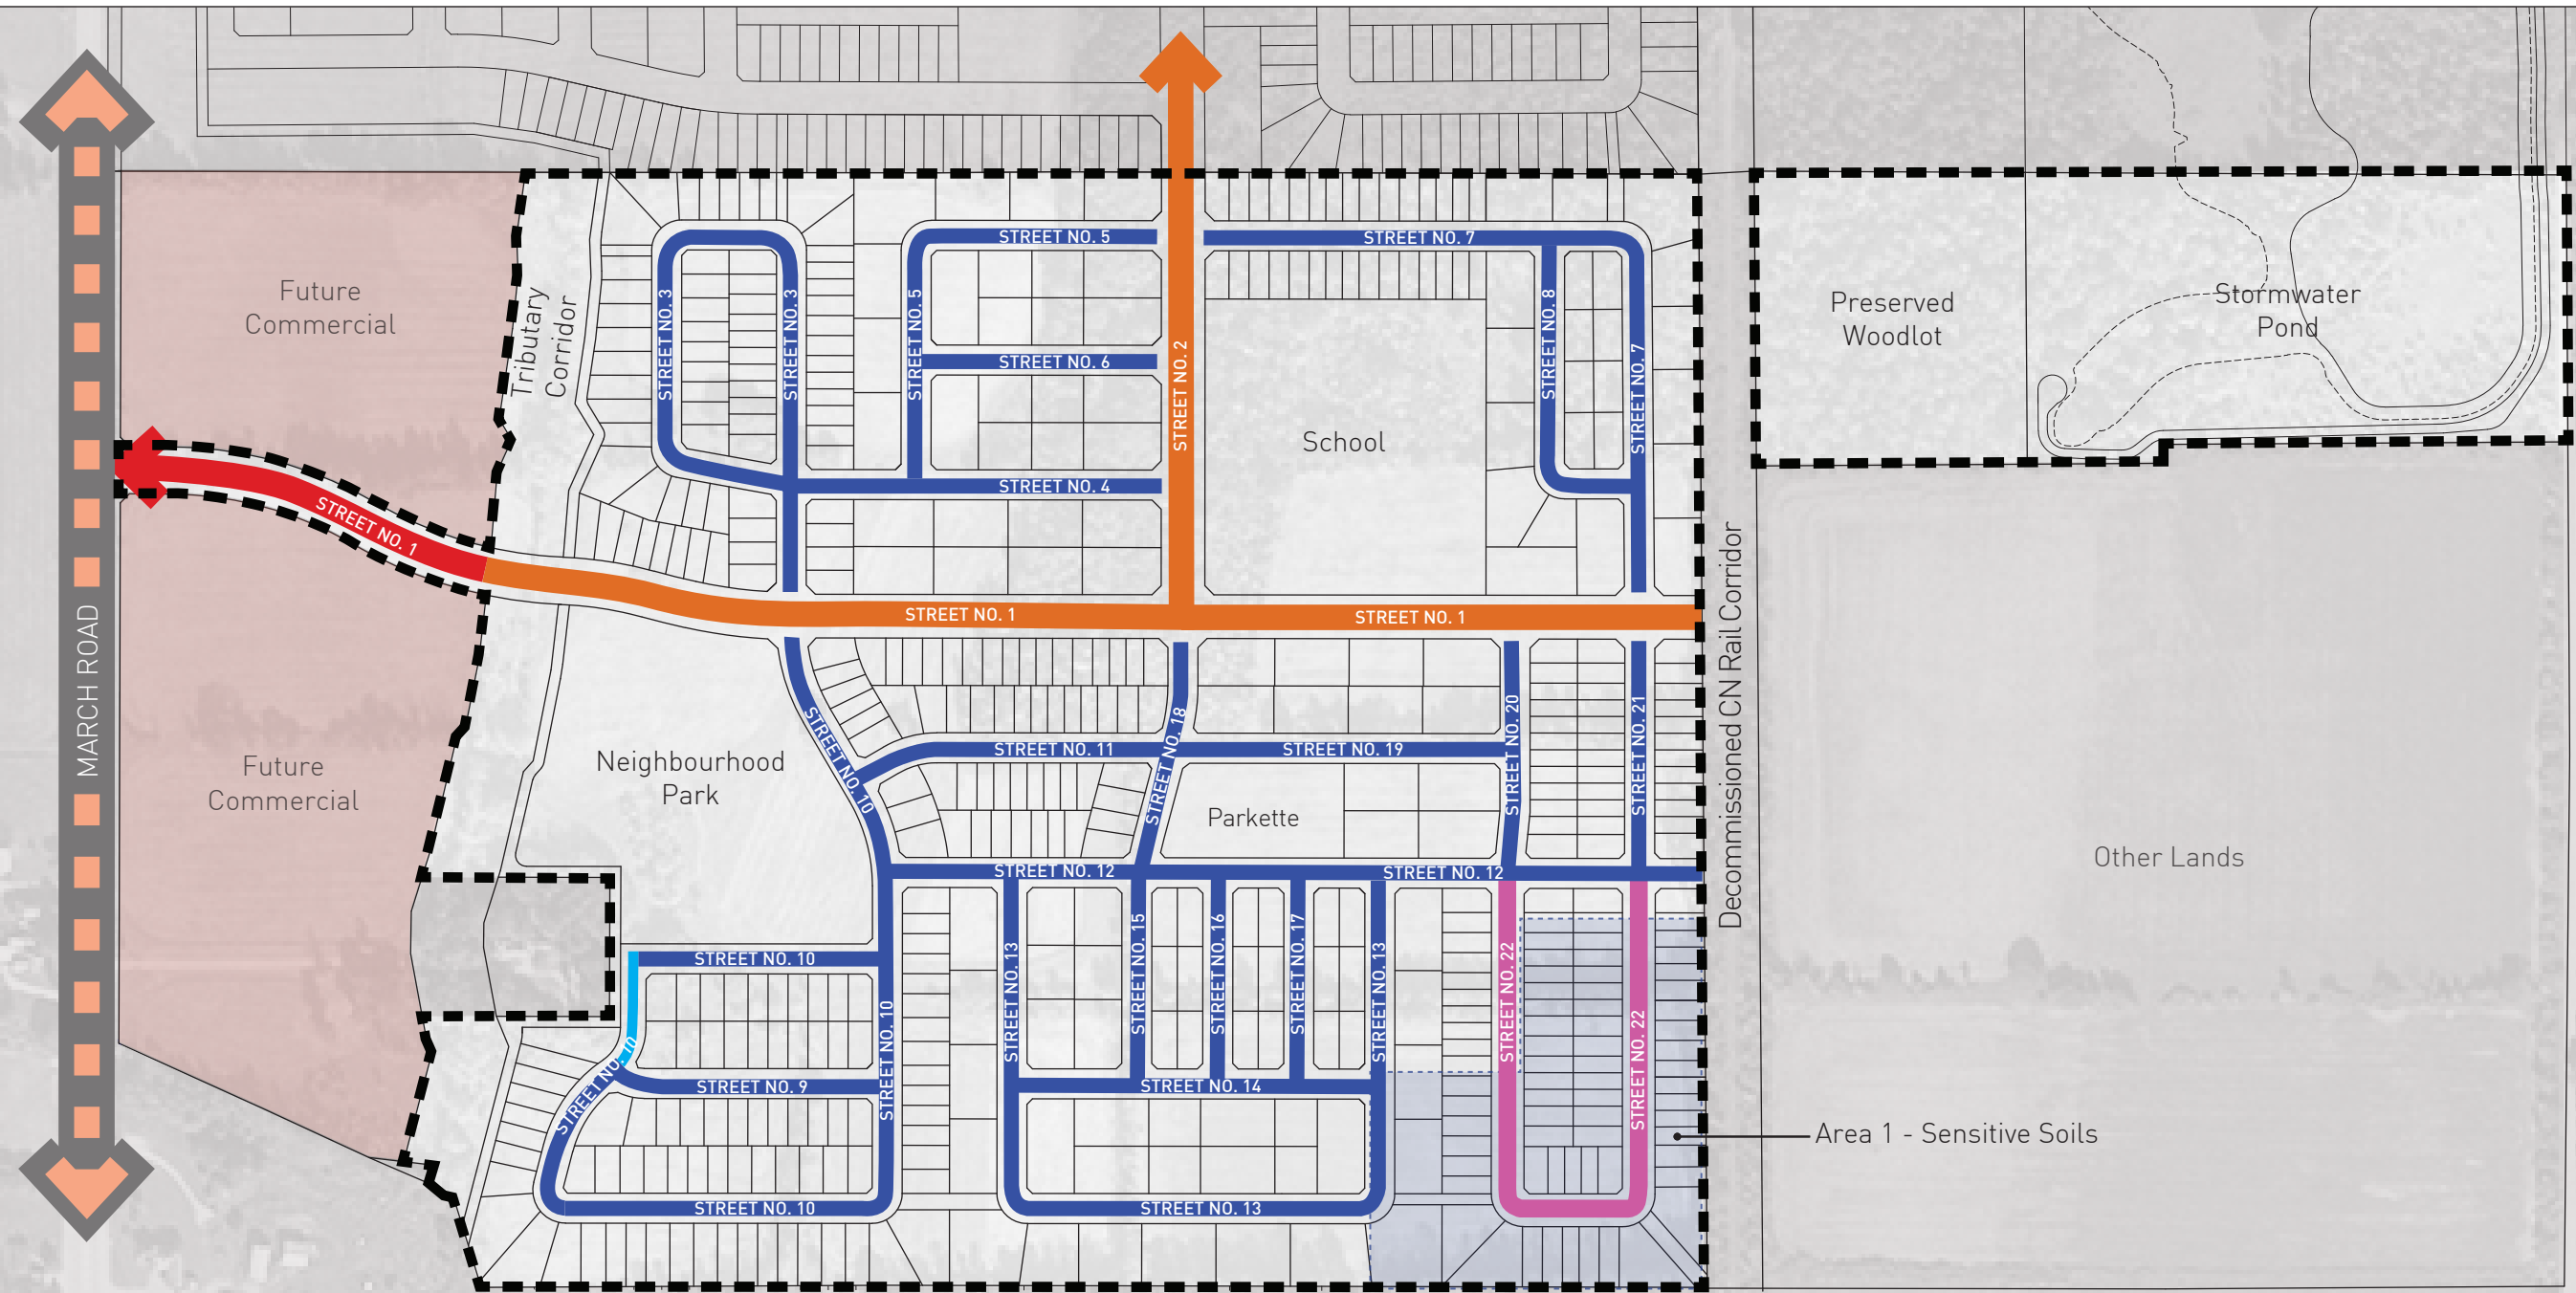 STREET NO. 5
STREET NO. 7
Future
Commercial
Tributary
Corridor
STREET NO. 3
STREET NO. 3
STREET NO. 5
STREET NO. 6
STREET NO. 2
STREET NO. 8
STREET NO. 7
Preserved
Woodlot
Stormwater
Pond
School
STREET NO. 4
STREET NO. 1
STREET NO. 1
STREET NO. 1
MARCH ROAD
Decommissioned CN Rail Corridor
Future
Commercial
Neighbourhood
Park
STREET NO. 10
STREET NO. 11
STREET NO. 18
STREET NO. 19
STREET NO. 20
STREET NO. 21
Parkette
Other Lands
STREET NO. 12
STREET NO. 12
STREET NO. 10
STREET NO. 10
STREET NO. 13
STREET NO. 15
STREET NO. 16
STREET NO. 17
STREET NO. 13
STREET NO. 22
STREET NO. 22
STREET NO. 10
STREET NO. 9
STREET NO. 14
Area 1 - Sensitive Soils
STREET NO. 10
STREET NO. 13